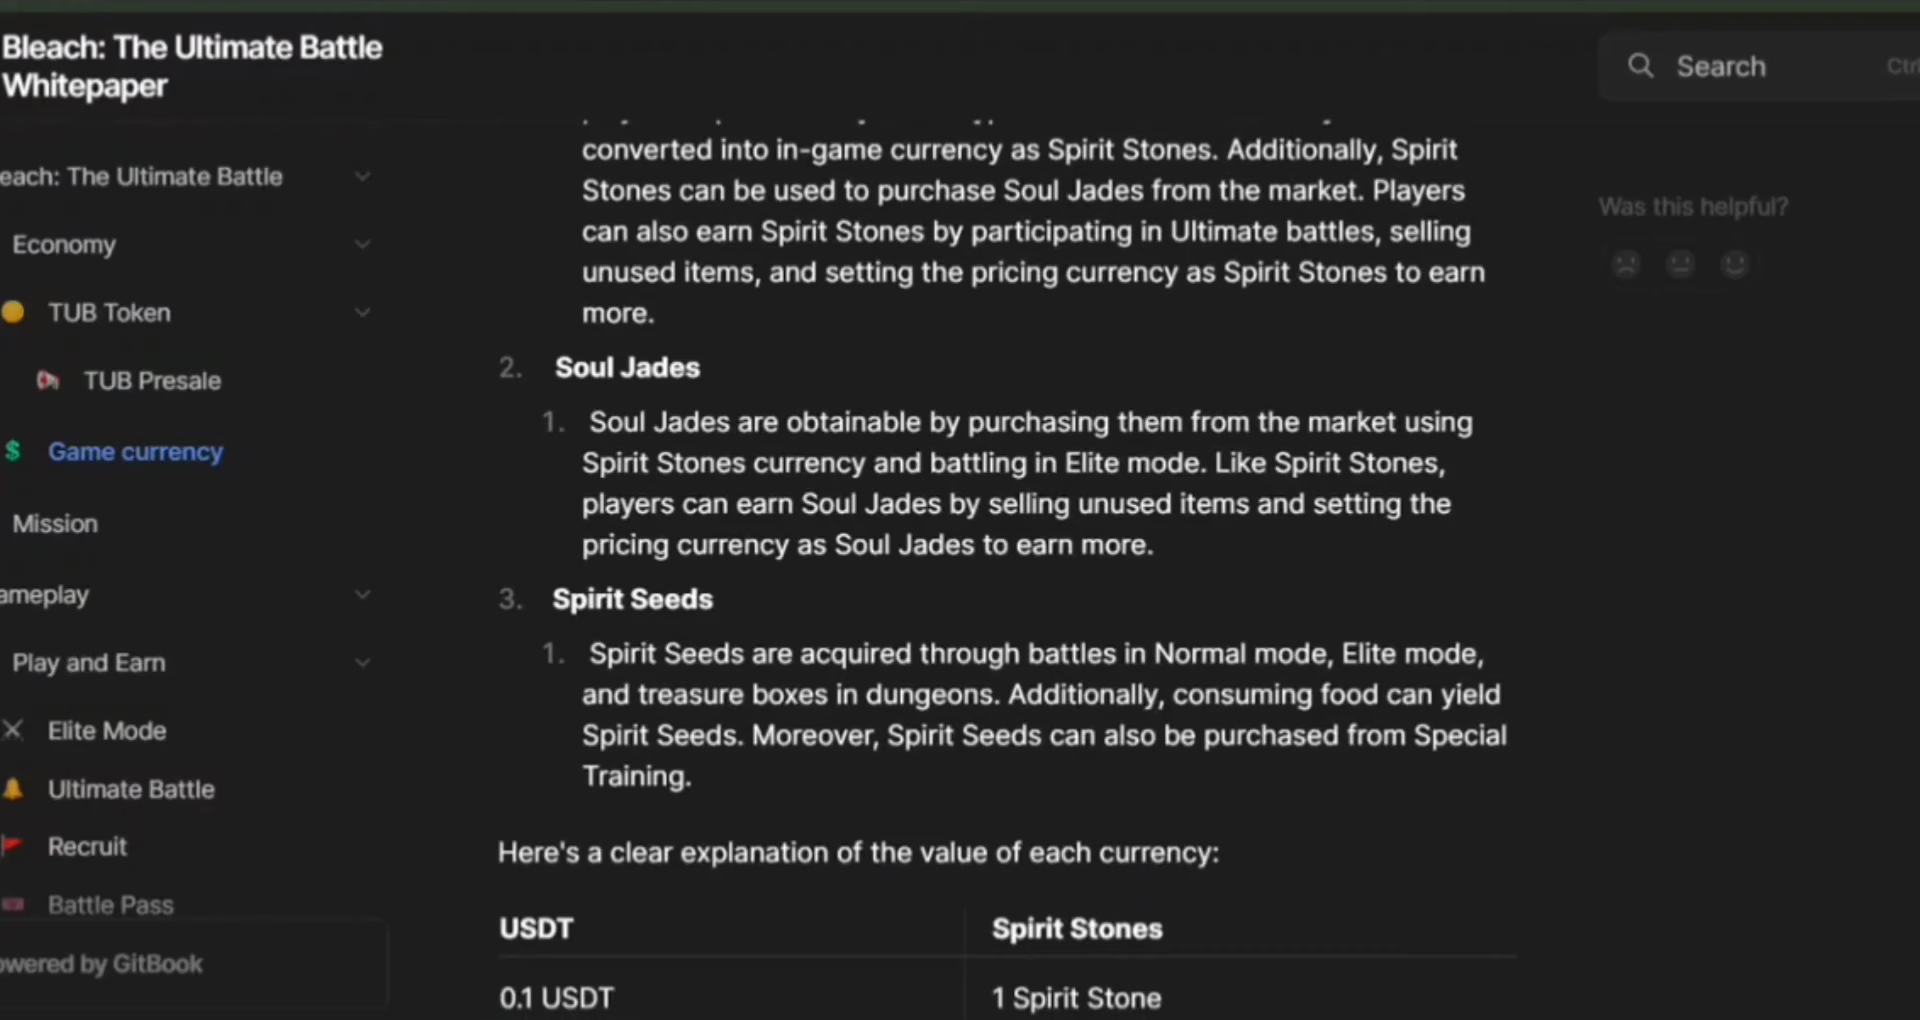 Bleach: The Ultimate Battle
Whitepaper
Search
Ctrl
each: The Ultimate Battle
Economy
TUB Token
TUB Presale
$ Game currency
Mission
ameplay
Play and Earn
Elite Mode
Ultimate Battle
Recruit
Battle Pass
owered by GitBook
converted into in-game currency as Spirit Stones. Additionally, Spirit
Stones can be used to purchase Soul Jades from the market. Players
can also earn Spirit Stones by participating in Ultimate battles, selling
unused items, and setting the pricing currency as Spirit Stones to earn
more.
2. Soul Jades
1. Soul Jades are obtainable by purchasing them from the market using
Spirit Stones currency and battling in Elite mode. Like Spirit Stones,
players can earn Soul Jades by selling unused items and setting the
pricing currency as Soul Jades to earn more.
3. Spirit Seeds
1. Spirit Seeds are acquired through battles in Normal mode, Elite mode,
and treasure boxes in dungeons. Additionally, consuming food can yield
Spirit Seeds. Moreover, Spirit Seeds can also be purchased from Special
Training.
Here's a clear explanation of the value of each currency:
USDT Spirit Stones
0.1 USDT 1 Spirit Stone
Was this helpful?